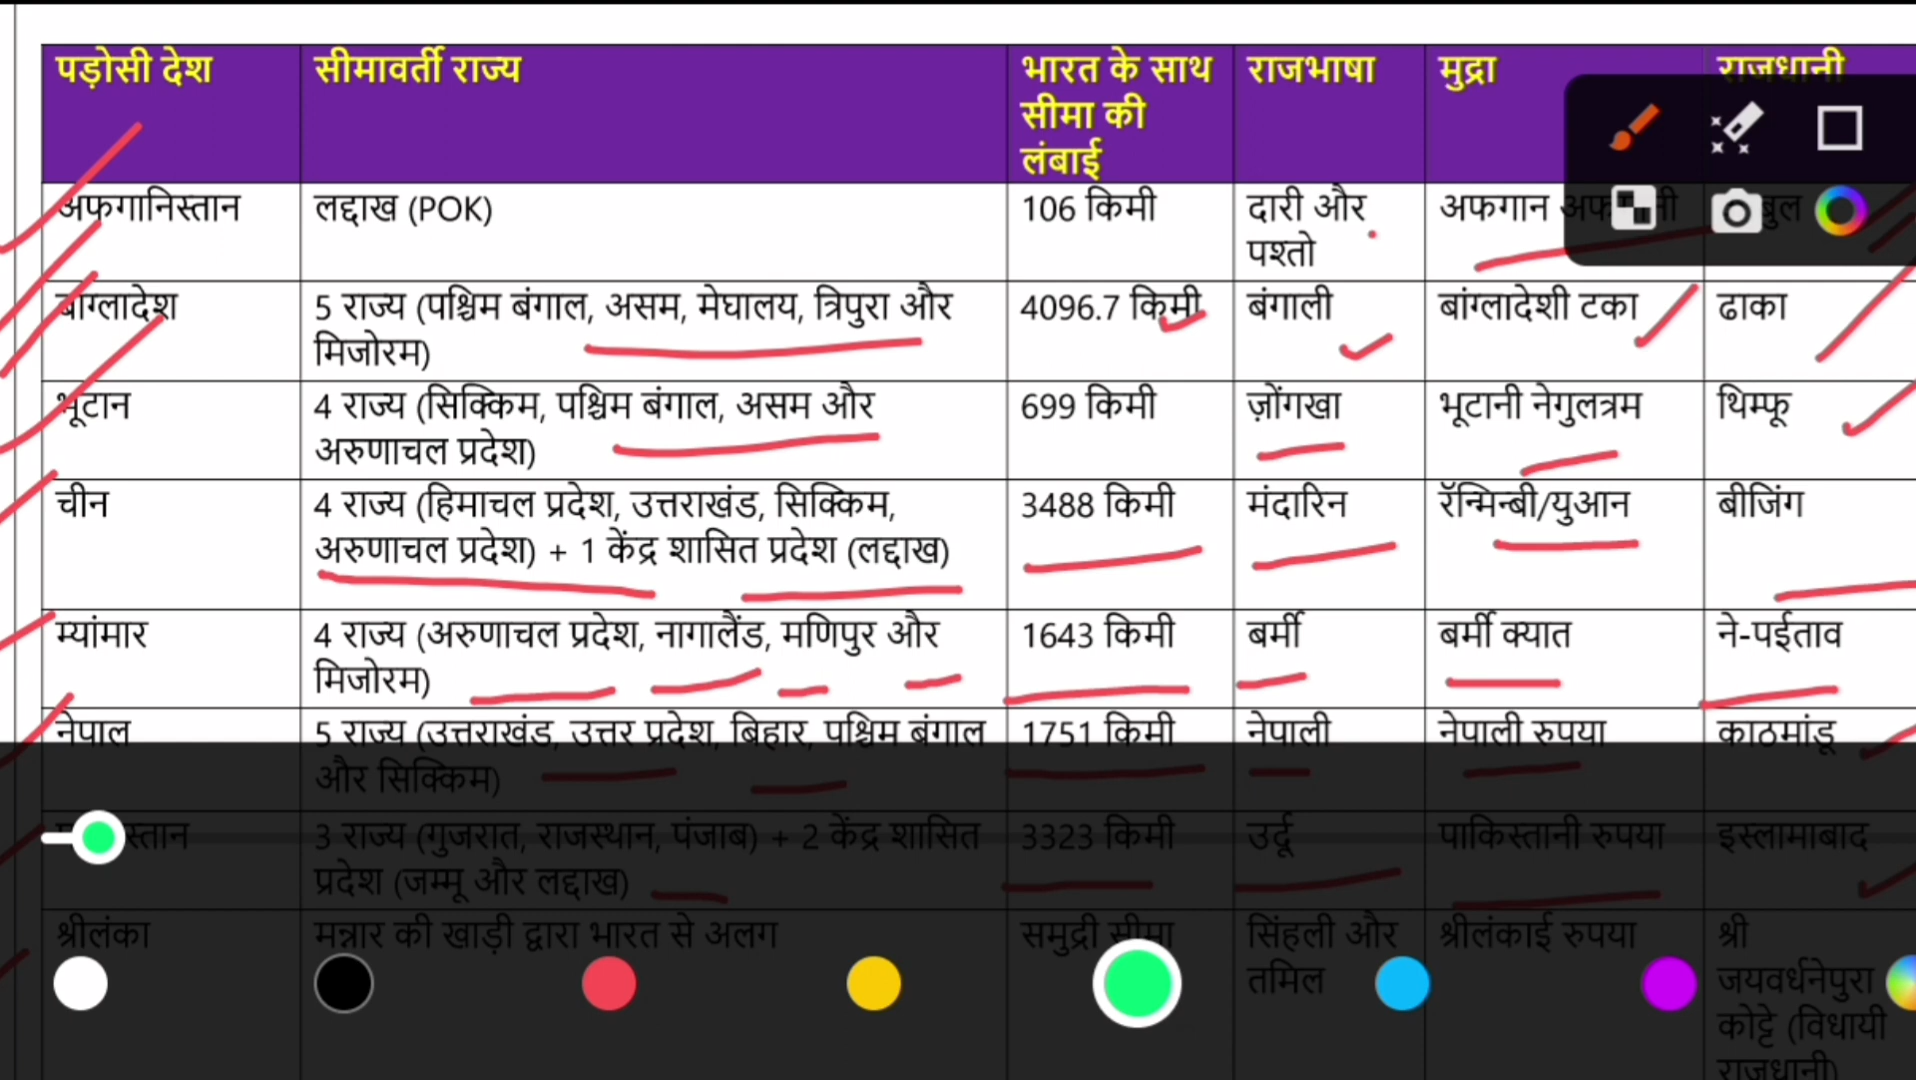 पड़ोसी देश सीमावर्ती राज्य भारत के साथ राजभाषा मुद्रा राजधानी
सीमा की
लंबाई
अफगानिस्तान लद्दाख (POK) 106 किमी दारी और अफगान
पश्तो
बांग्लादेश 5 राज्य (पश्चिम बंगाल, असम, मेघालय, त्रिपुरा और 4096.7 किमी बंगाली बांग्लादेशी टका ढाका
मिजोरम)
भूटान 4 राज्य (सिक्किम, पश्चिम बंगाल, असम और 699 किमी ज़ोंगखा भूटानी नेगुलत्रम थिम्फू
अरुणाचल प्रदेश)
चीन 4 राज्य (हिमाचल प्रदेश, उत्तराखंड, सिक्किम, 3488 किमी मंदारिन रॅन्मिन्बी/युआन बीजिंग
अरुणाचल प्रदेश) + 1 केंद्र शासित प्रदेश (लद्दाख)
म्यांमार 4 राज्य (अरुणाचल प्रदेश, नागालैंड, मणिपुर और 1643 किमी बर्मी बर्मी क्यात ने-पईताव
मिजोरम)
नेपाल 5 राज्य (उत्तराखंड, उत्तर प्रदेश, बिहार, पश्चिम बंगाल 1751 किमी नेपाली नेपाली रुपया काठमांडू
और सिक्किम)
3 राज्य (गुजरात, राजस्थान, पंजाब) + 2 केंद्र शासित 3323 किमी उर्दू पाकिस्तानी रुपया इस्लामाबाद
प्रदेश (जम्मू और लद्दाख)
श्रीलंका मन्नार की खाड़ी द्वारा भारत से अलग समुद्री सीमा सिंहली और श्रीलंकाई रुपया श्री
तमिल जयवर्धनेपुरा
कोट्टे (विधायी
राजधानी)